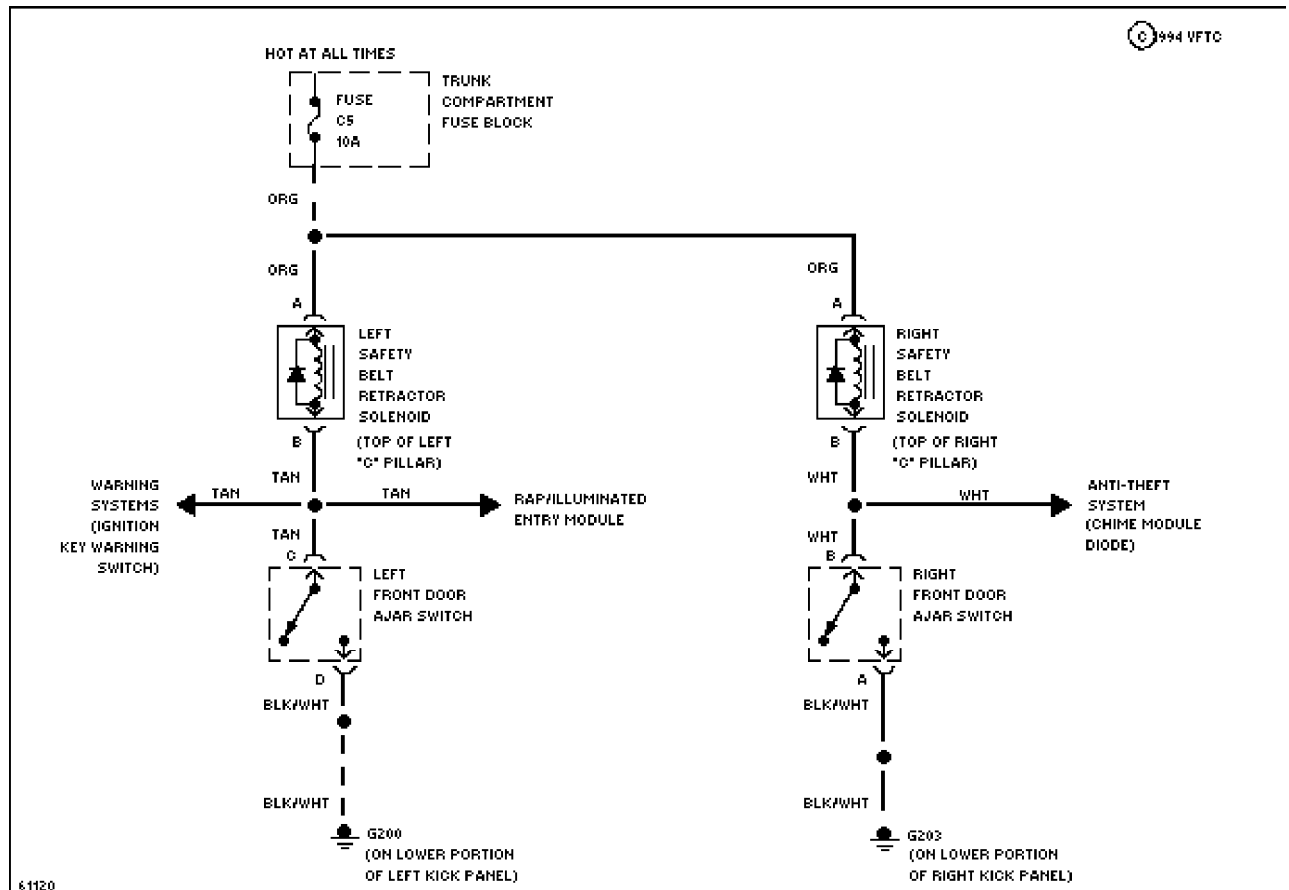 © 1994 VFTC
HOT AT ALL TIMES
FUSE
C5
10A
TRUNK
COMPARTMENT
FUSE BLOCK
ORG
ORG
ORG
A
LEFT
SAFETY
BELT
RETRACTOR
SOLENOID
(TOP OF LEFT
"C" PILLAR)
B
A
RIGHT
SAFETY
BELT
RETRACTOR
SOLENOID
(TOP OF RIGHT
"C" PILLAR)
B
TAN
WHT
WARNING
SYSTEMS
(IGNITION
KEY WARNING
SWITCH)
TAN
TAN
RAP/ILLUMINATED
ENTRY MODULE
WHT
ANTI-THEFT
SYSTEM
(CHIME MODULE
DIODE)
TAN
C
LEFT
FRONT DOOR
AJAR SWITCH
D
WHT
B
RIGHT
FRONT DOOR
AJAR SWITCH
A
BLK/WHT
BLK/WHT
BLK/WHT
BLK/WHT
G200
(ON LOWER PORTION
OF LEFT KICK PANEL)
G203
(ON LOWER PORTION
OF RIGHT KICK PANEL)
61120